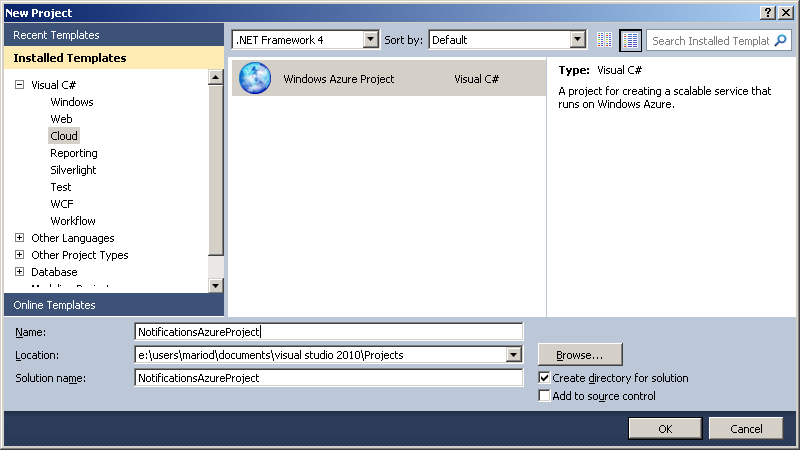 New Project
Recent Templates
Installed Templates
Visual C#
Windows
Web
Cloud
Reporting
Silverlight
Test
WCF
Workflow
Other Languages
Other Project Types
Database
Online Templates
.NET Framework 4
Sort by: Default
Search Installed Templat
Windows Azure Project Visual C#
Type: Visual C#
A project for creating a scalable service that
runs on Windows Azure.
Name: NotificationsAzureProject
Location: e:\users\mariod\documents\visual studio 2010\Projects
Browse...
Solution name: NotificationsAzureProject
Create directory for solution
Add to source control
OK Cancel